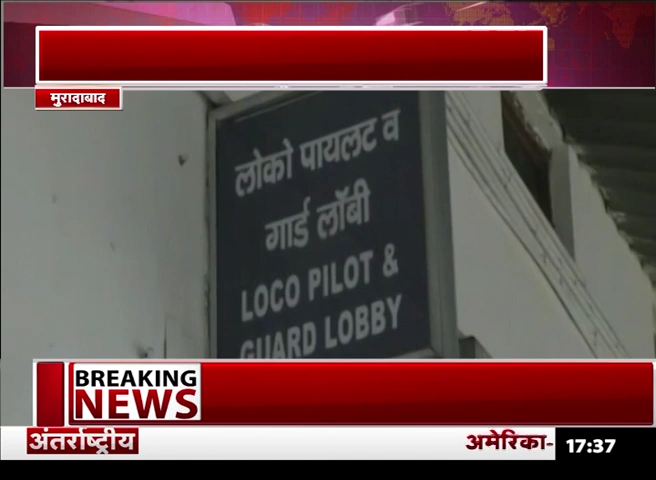 मुरादाबाद
लोको पायलट व
गार्ड लॉबी
LOCO PILOT &
GUARD LOBBY
BREAKING
NEWS
अंतर्राष्ट्रीय
अमेरिका-
17:37